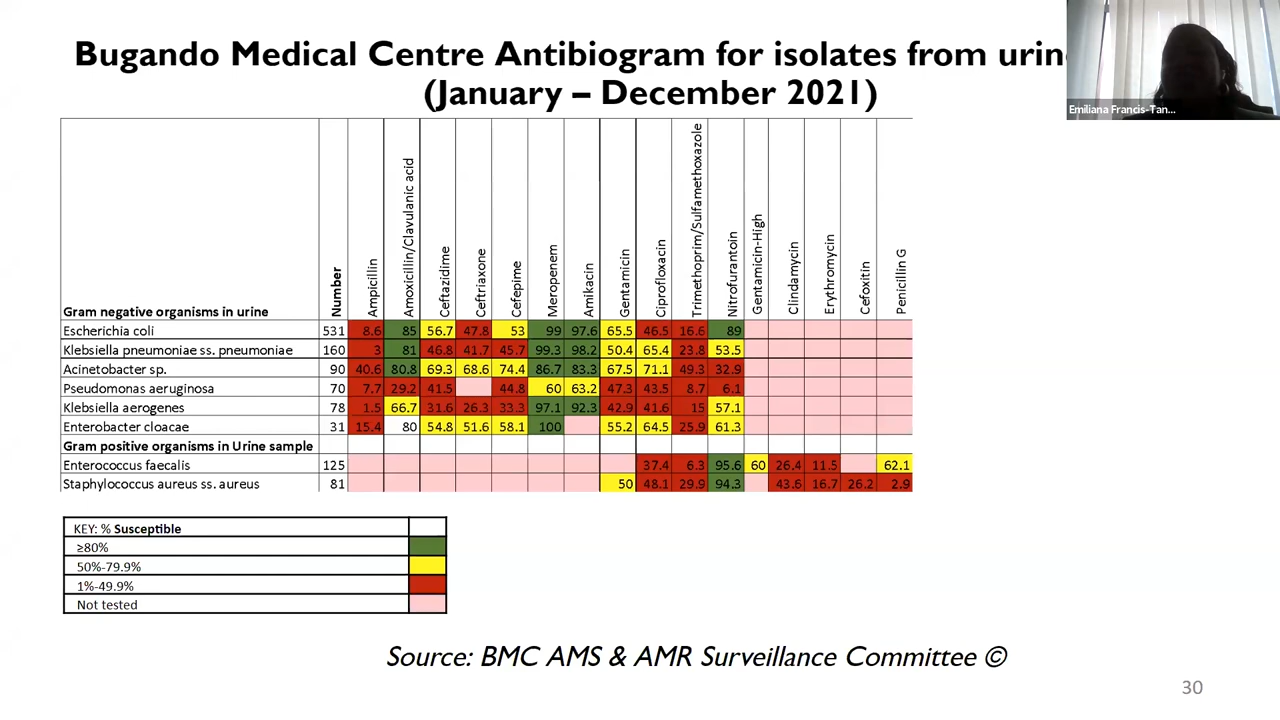 Bugando Medical Centre Antibiogram for isolates from urin
(January – December 2021)
Emiliana Francis-Tan...
Gram negative organisms in urine Number Ampicillin Amoxicillin/Clavulanic acid Ceftazidime Ceftriaxone Cefepime Meropenem Amikacin Gentamicin Ciprofloxacin Trimethoprim/Sulfamethoxazole Nitrofurantoin Gentamicin-High Clindamycin Erythromycin Cefoxitin Penicillin G
Escherichia coli 531 8.6 85 56.7 47.8 53 99 97.6 65.5 46.5 16.6 89
Klebsiella pneumoniae ss. pneumoniae 160 3 81 46.8 41.7 45.7 99.3 98.2 50.4 65.4 23.8 53.5
Acinetobacter sp. 90 40.6 80.8 69.3 68.6 74.4 86.7 83.3 67.5 71.1 49.3 32.9
Pseudomonas aeruginosa 70 7.7 29.2 41.5 44.8 60 63.2 47.3 43.5 8.7 6.1
Klebsiella aerogenes 78 1.5 66.7 31.6 26.3 33.3 97.1 92.3 42.9 41.6 15 57.1
Enterobacter cloacae 31 15.4 80 54.8 51.6 58.1 100 55.2 64.5 25.9 61.3
Gram positive organisms in Urine sample
Enterococcus faecalis 125 37.4 6.3 95.6 60 26.4 11.5 62.1
Staphylococcus aureus ss. aureus 81 50 48.1 29.9 94.3 43.6 16.7 26.2 2.9
KEY: % Susceptible
≥80%
50%-79.9%
1%-49.9%
Not tested
Source: BMC AMS & AMR Surveillance Committee ©
30